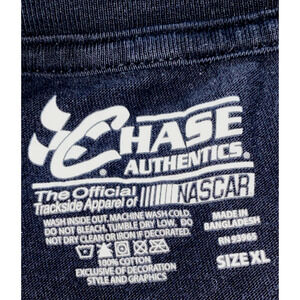 CHASE
AUTHENTICS.
The Official
Trackside Apparel of NASCAR
WASH INSIDE OUT. MACHINE WASH COLD.
DO NOT BLEACH. TUMBLE DRY LOW. DO
NOT DRY CLEAN OR IRON IF DECORATED.
100% COTTON
EXCLUSIVE OF DECORATION
STYLE AND GRAPHICS
MADE IN
BANGLADESH
RN 93965
SIZE XL